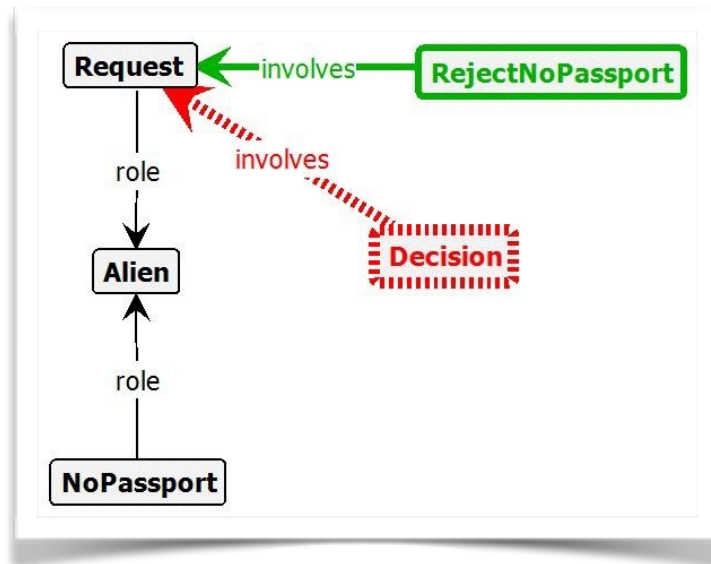 Request
involves
RejectNoPassport
involves
role
Decision
Alien
role
NoPassport